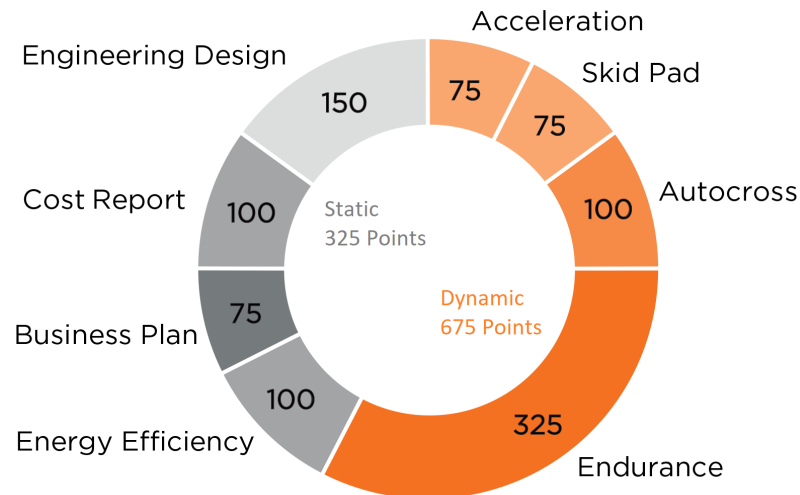 Acceleration
75
Skid Pad
75
Autocross
100
Endurance
325
Energy Efficiency
100
Business Plan
75
Cost Report
100
Engineering Design
150
Static
325 Points
Dynamic
675 Points